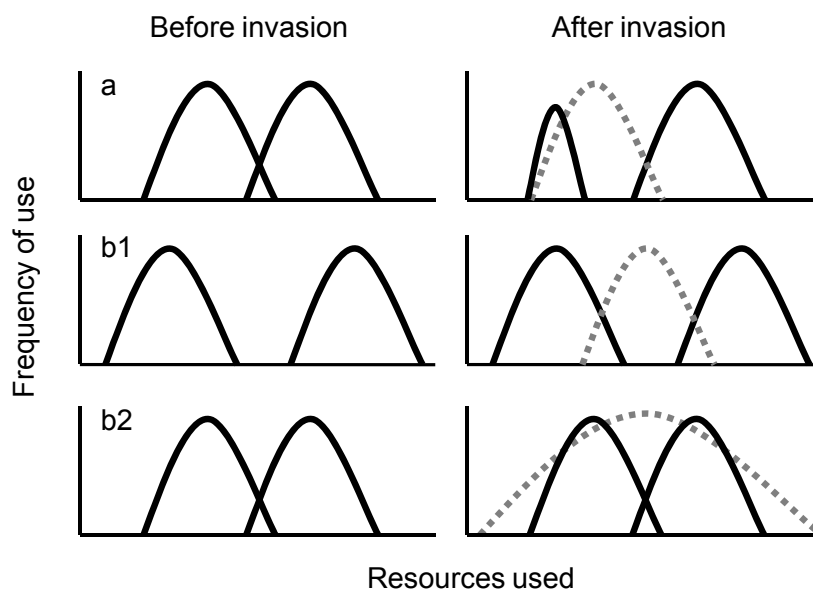 Before invasion
After invasion
a
b1
b2
Frequency of use
Resources used